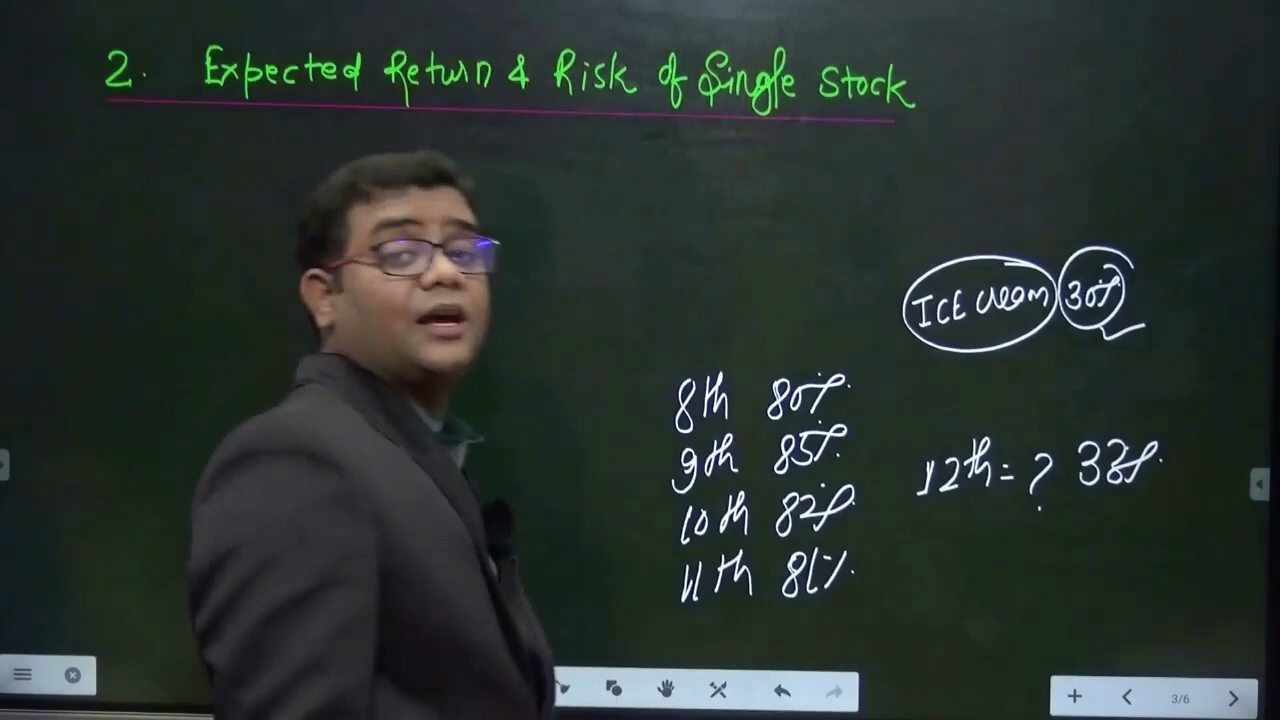 2. Expected Return & Risk of Single Stock
ICE cream 30%
8th 80%
9th 85%
10th 82%
11th 81%
12th = ? 33%
3/6